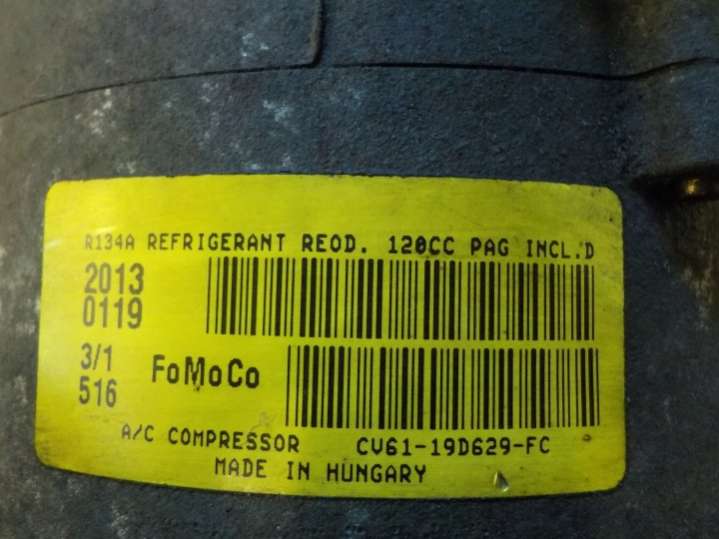 R134A REFRIGERANT REQD. 120CC PAG INCL.D
2013
0119
3/1
516
FoMoCo
A/C COMPRESSOR CV61-19D629-FC
MADE IN HUNGARY